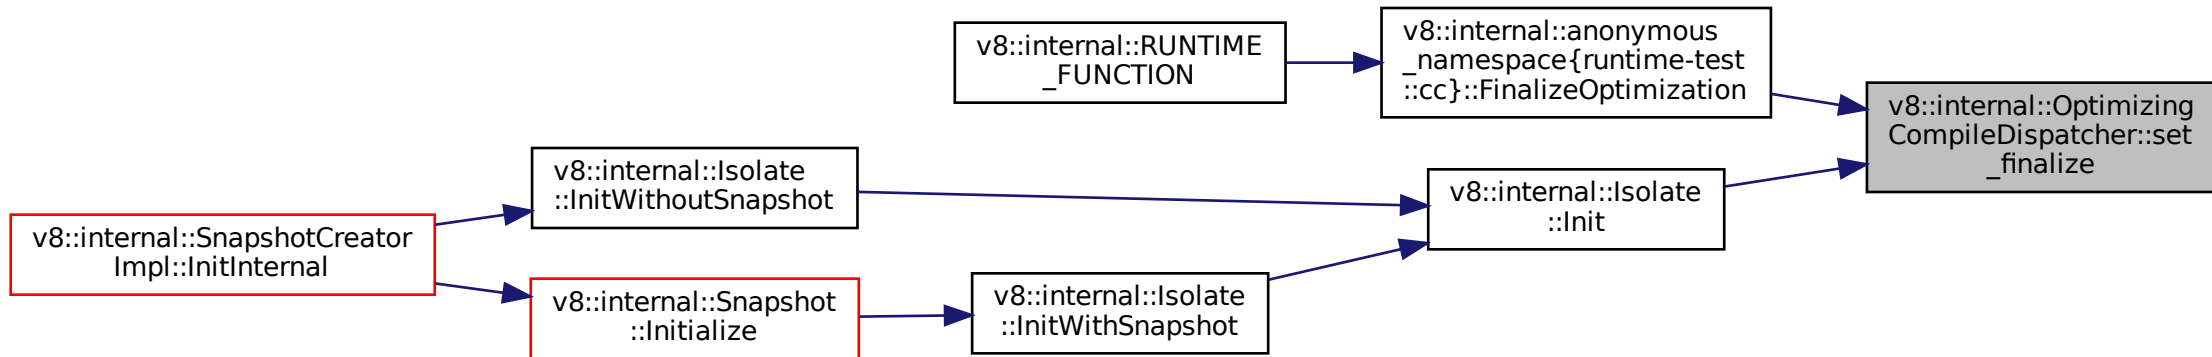 v8::internal::RUNTIME
_FUNCTION
v8::internal::anonymous
_namespace{runtime-test
::cc}::FinalizeOptimization
v8::internal::Optimizing
CompileDispatcher::set
_finalize
v8::internal::Isolate
::InitWithoutSnapshot
v8::internal::Isolate
::Init
v8::internal::SnapshotCreator
Impl::InitInternal
v8::internal::Snapshot
::Initialize
v8::internal::Isolate
::InitWithSnapshot